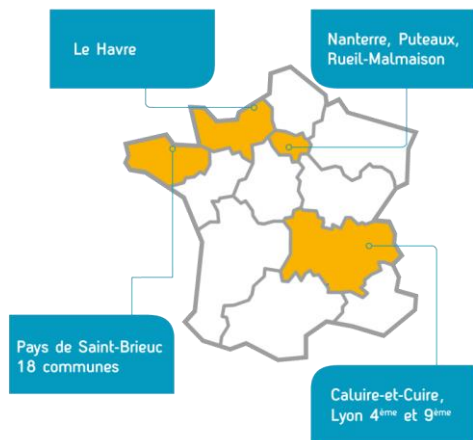 Le Havre
Nanterre, Puteaux,
Rueil-Malmaison
Pays de Saint-Brieuc
18 communes
Caluire-et-Cuire,
Lyon 4ème et 9ème